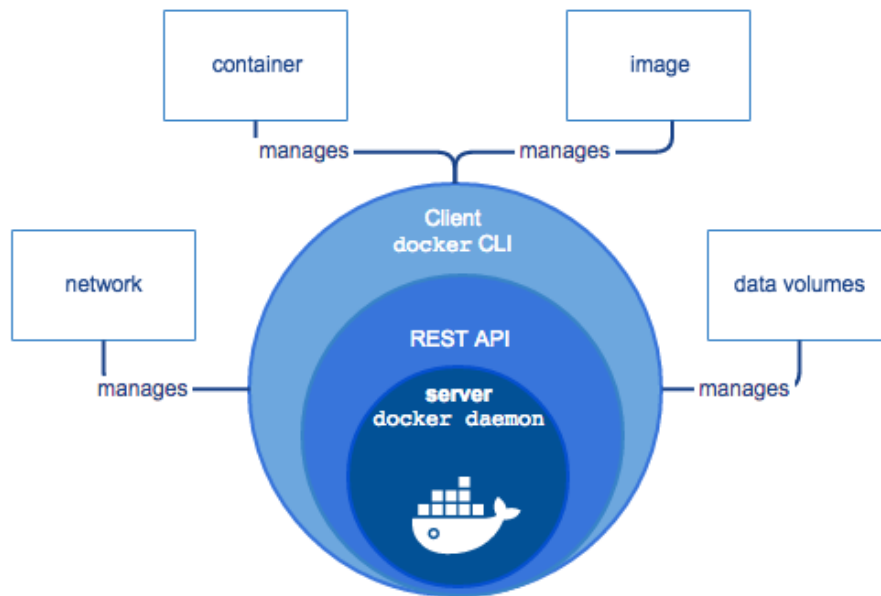 container
image
manages
manages
Client
docker CLI
network
data volumes
REST API
manages
manages
server
docker daemon